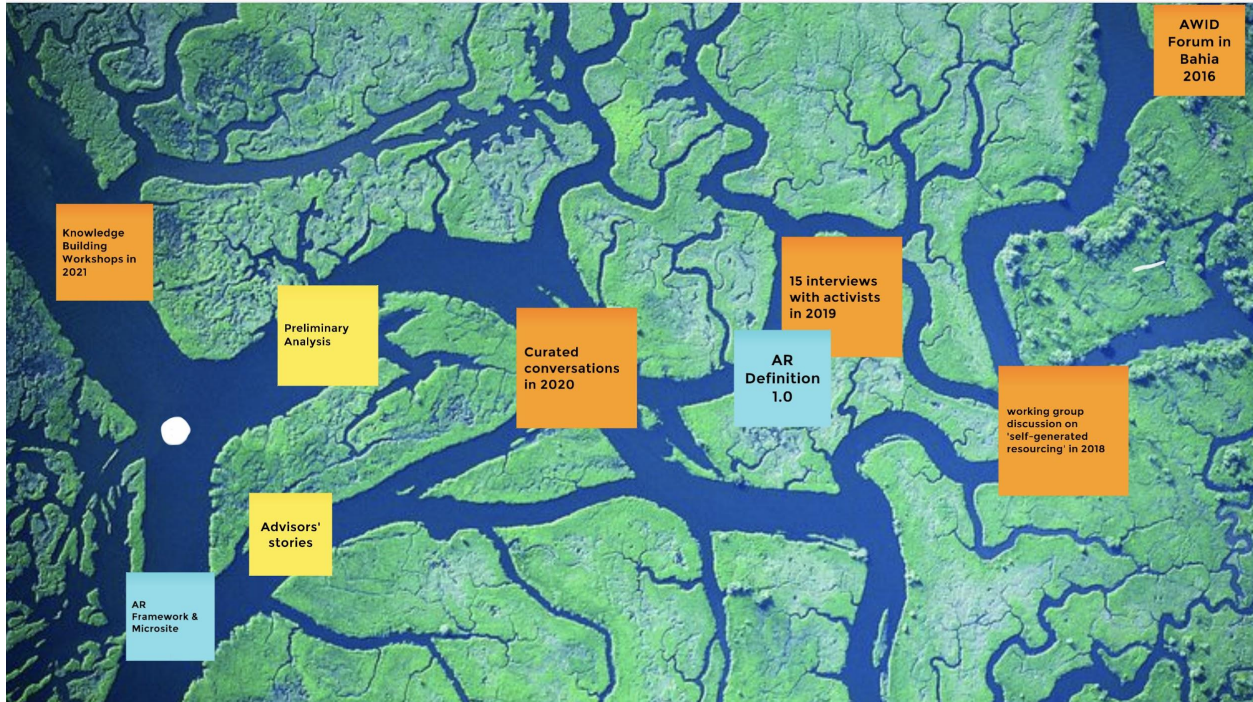 AWID
Forum in
Bahia
2016
Knowledge
Building
Workshops in
2021
15 interviews
with activists
in 2019
Preliminary
Analysis
Curated
conversations
in 2020
AR
Definition
1.0
working group
discussion on
'self-generated
resourcing' in 2018
Advisors'
stories
AR
Framework &
Microsite